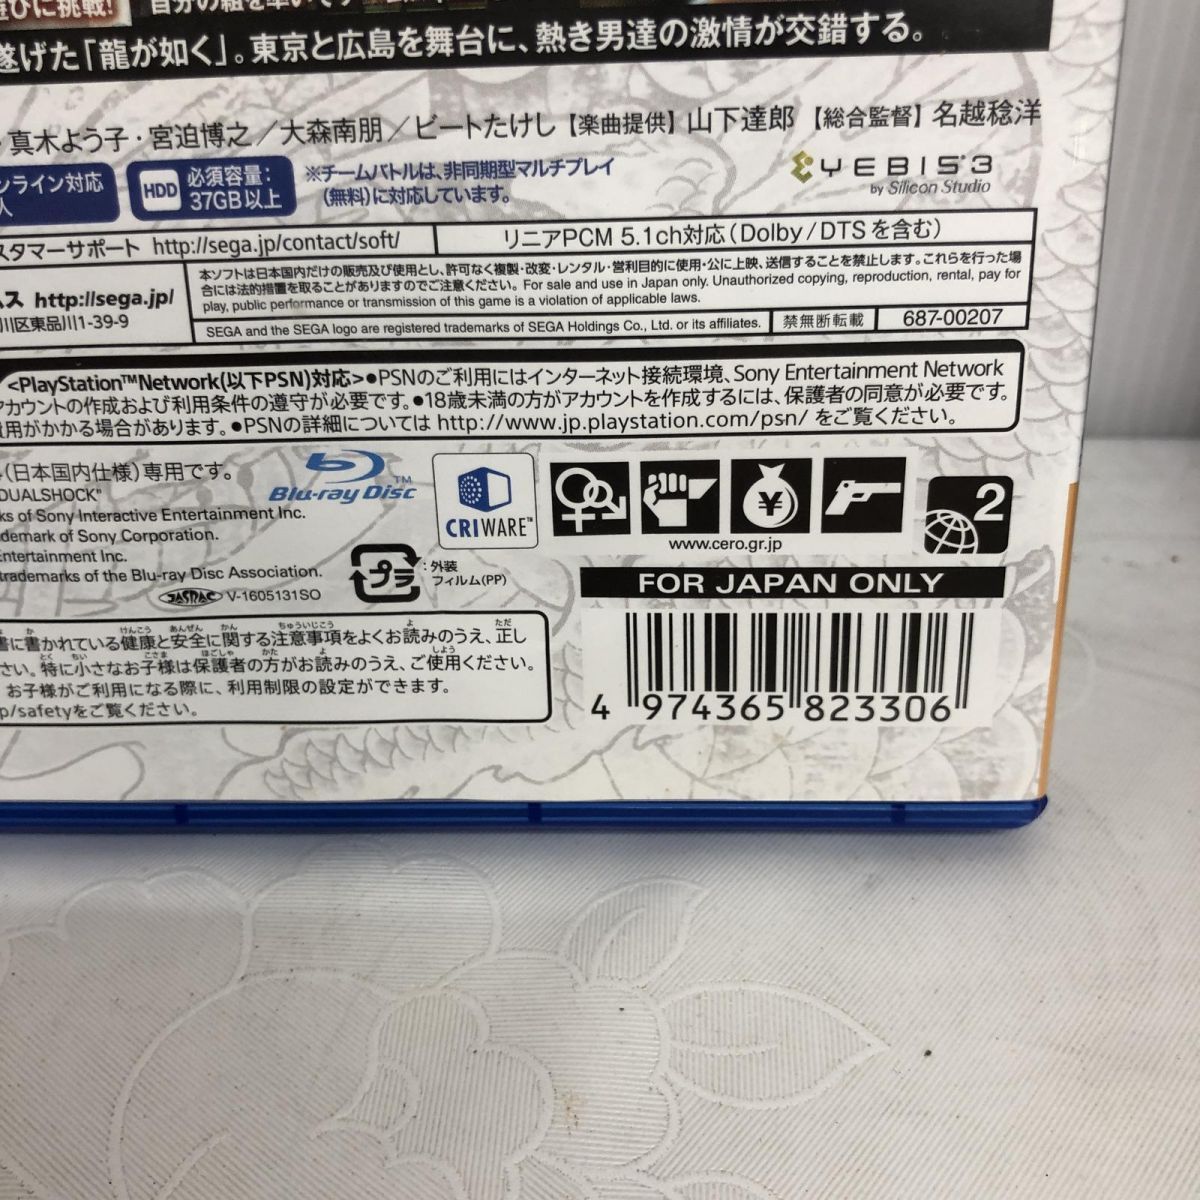 遊びに挑戦!
遂げた「龍が如く」。東京と広島を舞台に、熱き男達の激情が交錯する。
・真木よう子・宮迫博之／大森南朋／ビートたけし【楽曲提供】山下達郎 【総合監督】名越稔洋
ンライン対応
人
HDD 必須容量：
37GB以上
※チームバトルは、非同期型マルチプレイ
(無料)に対応しています。
YEBIS 3
by Silicon Studio
スタマーサポート http://sega.jp/contact/soft/
リニアPCM 5.1ch対応(Dolby/DTSを含む)
ムス http://sega.jp/
川区東品川1-39-9
本ソフトは日本国内だけの販売及び使用とし、許可なく複製・改変・レンタル・営利目的に使用・公に上映、送信することを禁止します。これらを行った場
合には法的措置を取ることがありますのでご注意ください。For sale and use in Japan only. Unauthorized copying, reproduction, rental, pay for
play, public performance or transmission of this game is a violation of applicable laws.
SEGA and the SEGA logo are registered trademarks of SEGA Holdings Co., Ltd. or its affiliates.
禁無断転載
687-00207
<PlayStation™Network(以下PSN)対応>●PSNのご利用にはインターネット接続環境、Sony Entertainment Network
アカウントの作成および利用条件の遵守が必要です。●18歳未満の方がアカウントを作成するには、保護者の同意が必要です。
費用がかかる場合があります。●PSNの詳細については http://www.jp.playstation.com/psn/ をご覧ください。
(日本国内仕様)専用です。
DUALSHOCK"
ks of Sony Interactive Entertainment Inc.
demark of Sony Corporation.
Entertainment Inc.
trademarks of the Blu-ray Disc Association.
Blu-ray Disc™
CRIWARE™
¥
2
www.cero.gr.jp
プラ
：外装
フィルム(PP)
JASRAC V-1605131SO
FOR JAPAN ONLY
書に書かれている健康と安全に関する注意事項をよくお読みのうえ、正し
さい。特に小さなお子様は保護者の方がお読みのうえ、ご使用ください。
お子様がご利用になる際に、利用制限の設定ができます。
p/safetyをご覧ください。
4 974365 823306